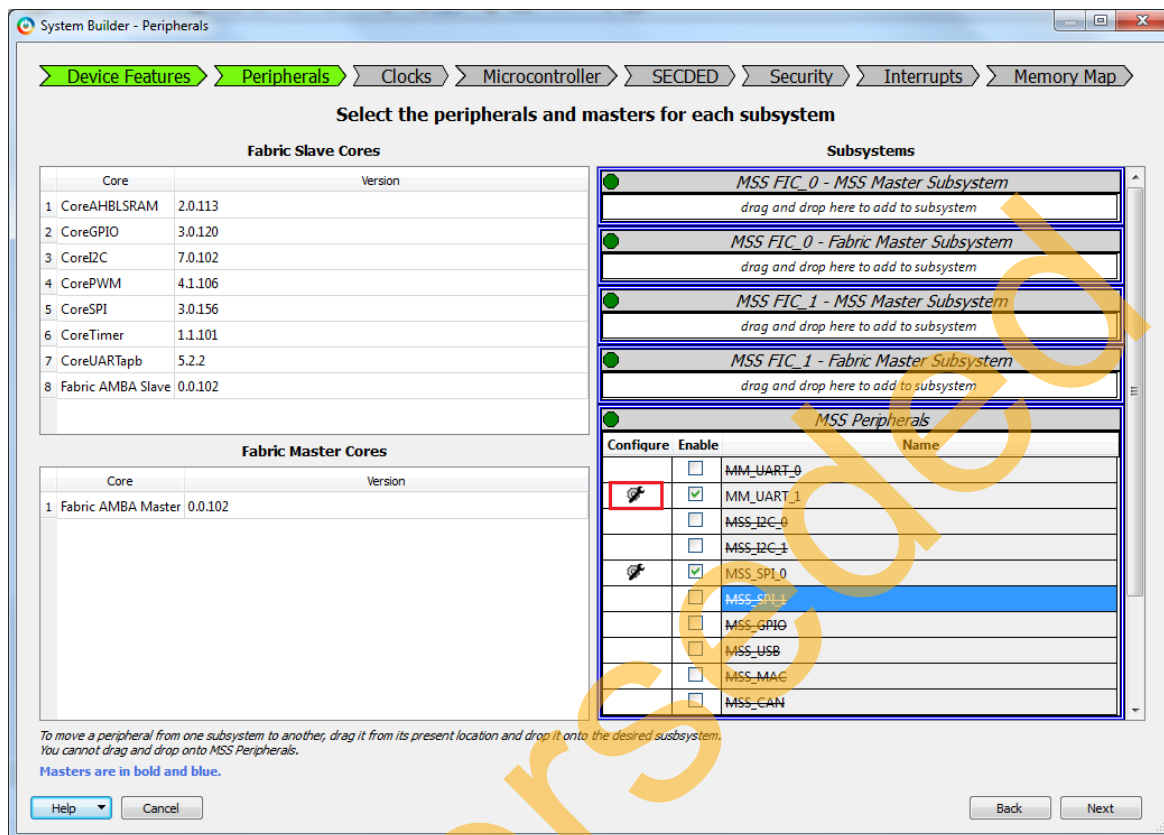 System Builder - Peripherals
Device Features
Peripherals
Clocks
Microcontroller
SECDED
Security
Interrupts
Memory Map
Select the peripherals and masters for each subsystem
Fabric Slave Cores
Core Version
1 CoreAHBLSRAM 2.0.113
2 CoreGPIO 3.0.120
3 CoreI2C 7.0.102
4 CorePWM 4.1.106
5 CoreSPI 3.0.156
6 CoreTimer 1.1.101
7 CoreUARTapb 5.2.2
8 Fabric AMBA Slave 0.0.102
Fabric Master Cores
Core Version
1 Fabric AMBA Master 0.0.102
Subsystems
MSS FIC_0 - MSS Master Subsystem
drag and drop here to add to subsystem
MSS FIC_0 - Fabric Master Subsystem
drag and drop here to add to subsystem
MSS FIC_1 - MSS Master Subsystem
drag and drop here to add to subsystem
MSS FIC_1 - Fabric Master Subsystem
drag and drop here to add to subsystem
MSS Peripherals
Configure Enable Name
MM_UART_0
MM_UART_1
MSS_I2C_0
MSS_I2C_1
MSS_SPI_0
MSS_SPI_1
MSS_GPIO
MSS_USB
MSS_MAC
MSS_CAN
To move a peripheral from one subsystem to another, drag it from its present location and drop it onto the desired susbsystem.
You cannot drag and drop onto MSS Peripherals.
Masters are in bold and blue.
Help
Cancel
Back
Next
erseded